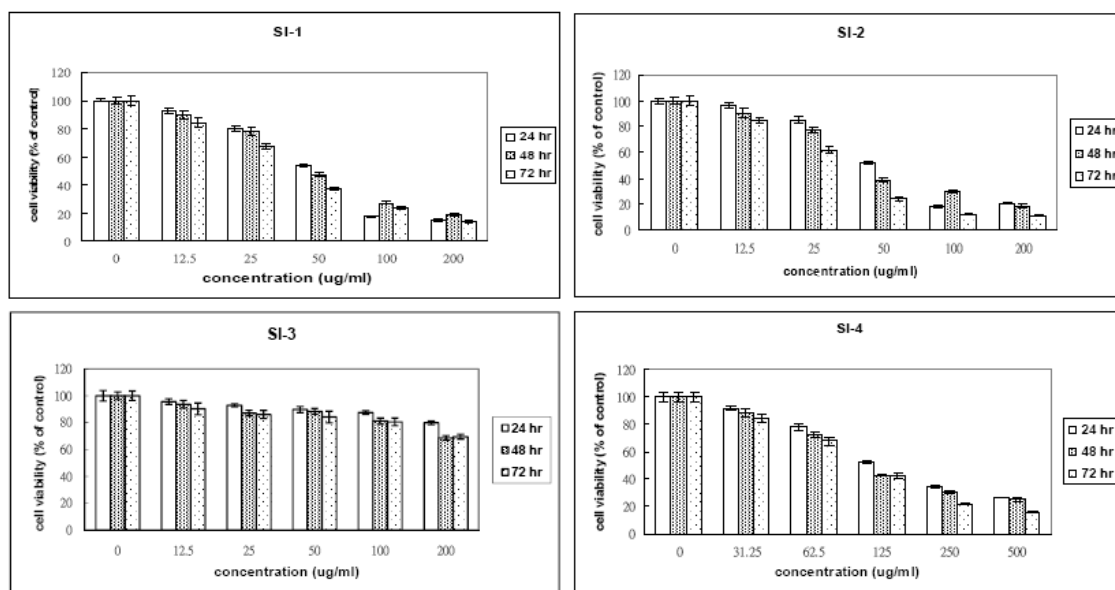 SI-1
cell viability (% of control)
120
100
80
60
40
20
0
0 12.5 25 50 100 200
concentration (ug/ml)
24 hr
48 hr
72 hr
SI-2
cell viability (% of control)
120
100
80
60
40
20
0
0 12.5 25 50 100 200
concentration (ug/ml)
24 hr
48 hr
72 hr
SI-3
cell viability (% of control)
120
100
80
60
40
20
0
0 12.5 25 50 100 200
concentration (ug/ml)
24 hr
48 hr
72 hr
SI-4
cell viability (% of control)
120
100
80
60
40
20
0
0 31.25 62.5 125 250 500
concentration (ug/ml)
24 hr
48 hr
72 hr